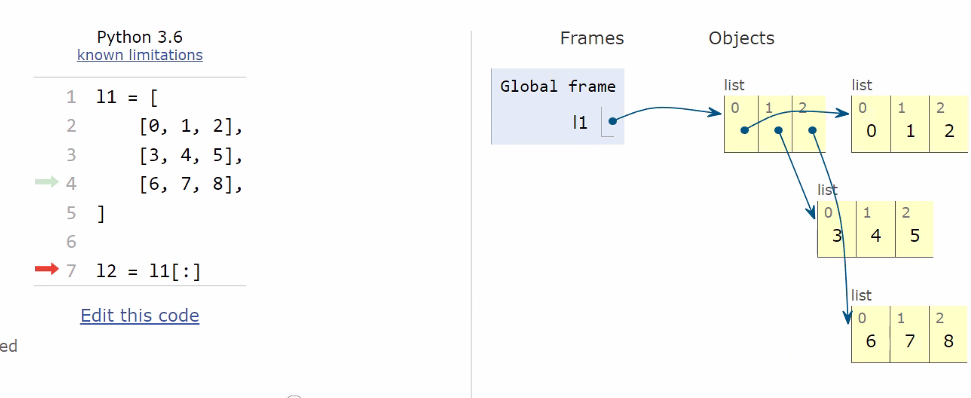 Python 3.6
known limitations
1 l1 = [
2     [0, 1, 2],
3     [3, 4, 5],
4     [6, 7, 8],
5 ]
6
7 l2 = l1[:]
Edit this code
ed
Frames Objects
Global frame
l1
list
0 1 2
list
0 1 2
0 1 2
list
0 1 2
3 4 5
list
0 1 2
6 7 8